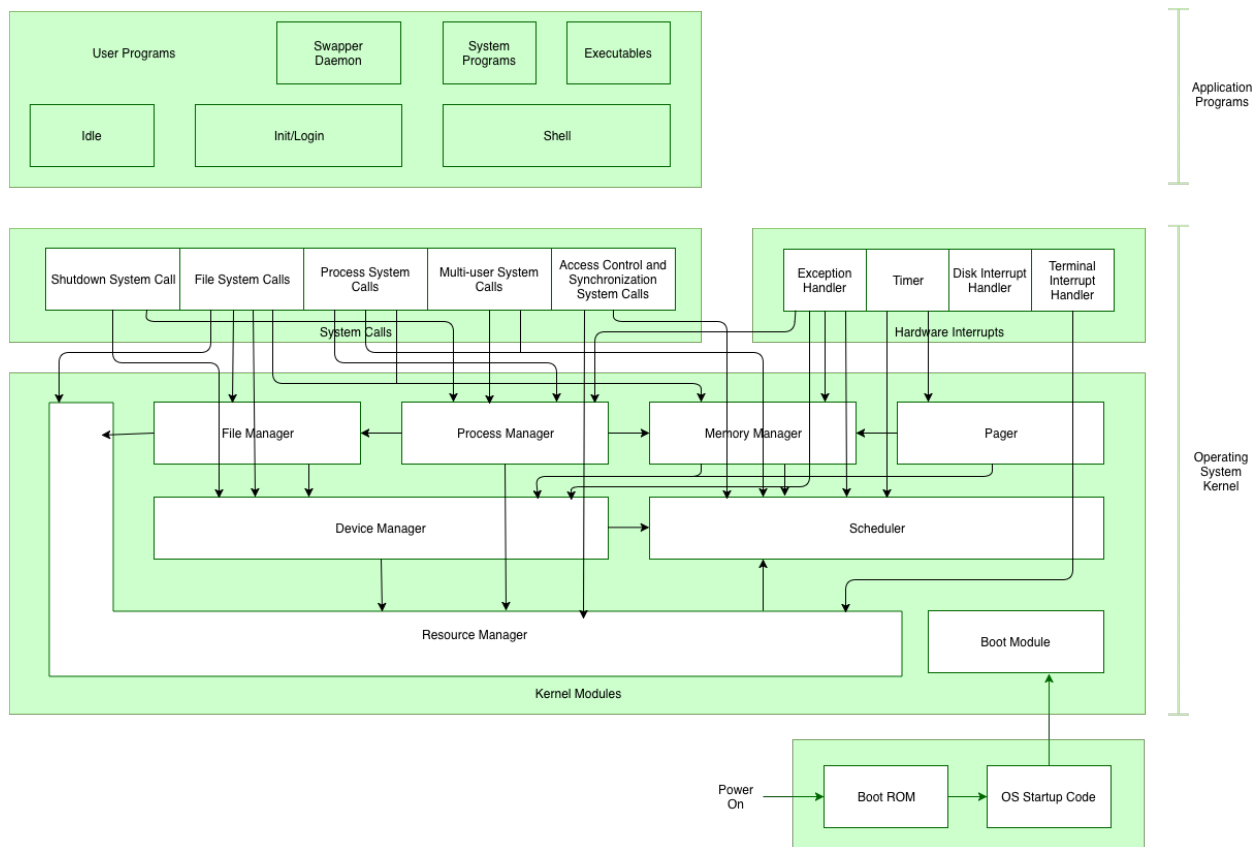 User Programs
Swapper
Daemon
System
Programs
Executables
Idle
Init/Login
Shell
Application
Programs
Shutdown System Call
File System Calls
Process System
Calls
Multi-user System
Calls
Access Control and
Synchronization
System Calls
System Calls
Exception
Handler
Timer
Disk Interrupt
Handler
Terminal
Interrupt
Handler
Hardware Interrupts
File Manager
Process Manager
Memory Manager
Pager
Operating
System
Kernel
Device Manager
Scheduler
Resource Manager
Boot Module
Kernel Modules
Power
On
Boot ROM
OS Startup Code